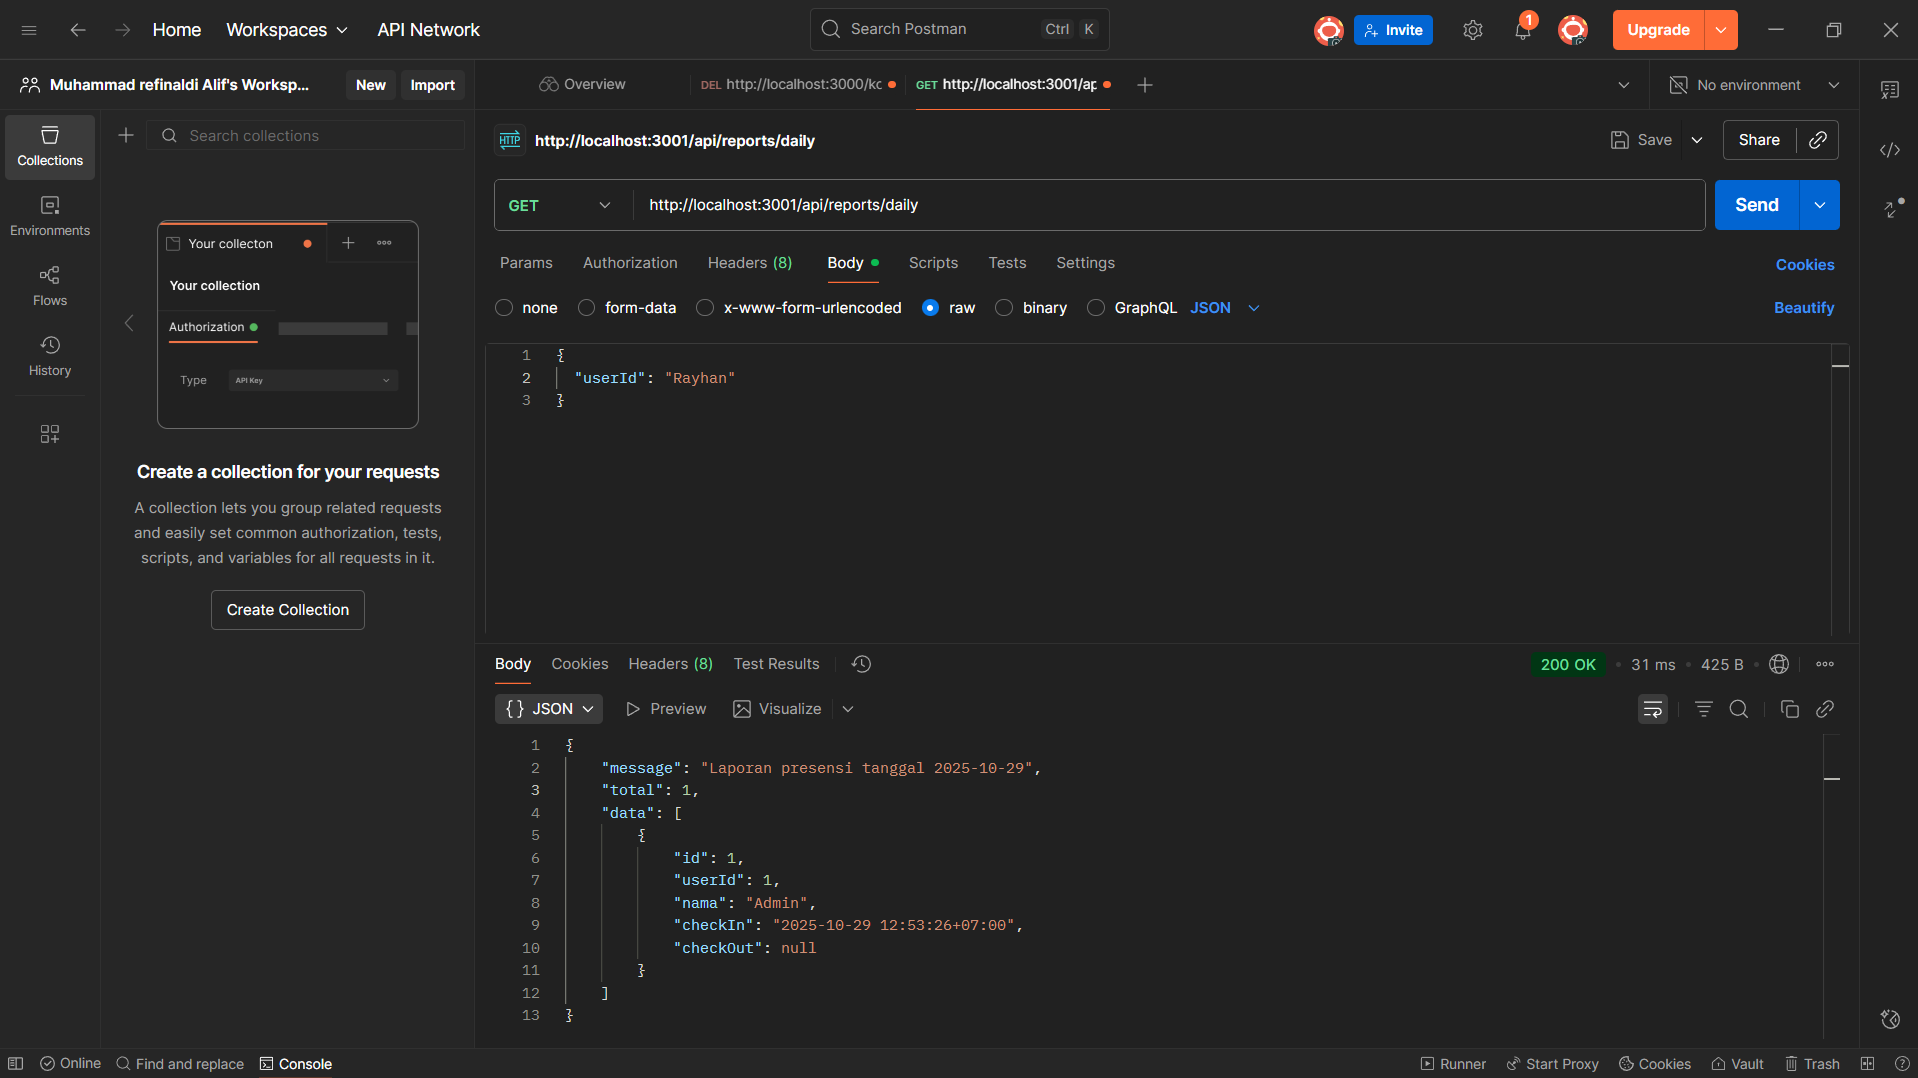 Home
Workspaces
API Network
Search Postman
Ctrl K
Invite
1
Upgrade
Muhammad refinaldi Alif's Worksp...
New
Import
Overview
DEL http://localhost:3000/kc
GET http://localhost:3001/ap
No environment
Collections
Environments
Flows
History
Search collections
Your collecton
Your collection
Authorization
Type
API Key
Create a collection for your requests
A collection lets you group related requests
and easily set common authorization, tests,
scripts, and variables for all requests in it.
Create Collection
HTTP
http://localhost:3001/api/reports/daily
Save
Share
GET
http://localhost:3001/api/reports/daily
Send
Params
Authorization
Headers (8)
Body
Scripts
Tests
Settings
Cookies
none
form-data
x-www-form-urlencoded
raw
binary
GraphQL
JSON
Beautify
1 {
2 "userId": "Rayhan"
3 }
Body
Cookies
Headers (8)
Test Results
200 OK
31 ms
425 B
{} JSON
Preview
Visualize
1 {
2 "message": "Laporan presensi tanggal 2025-10-29",
3 "total": 1,
4 "data": [
5 {
6 "id": 1,
7 "userId": 1,
8 "nama": "Admin",
9 "checkIn": "2025-10-29 12:53:26+07:00",
10 "checkOut": null
11 }
12 ]
13 }
Online
Find and replace
Console
Runner
Start Proxy
Cookies
Vault
Trash